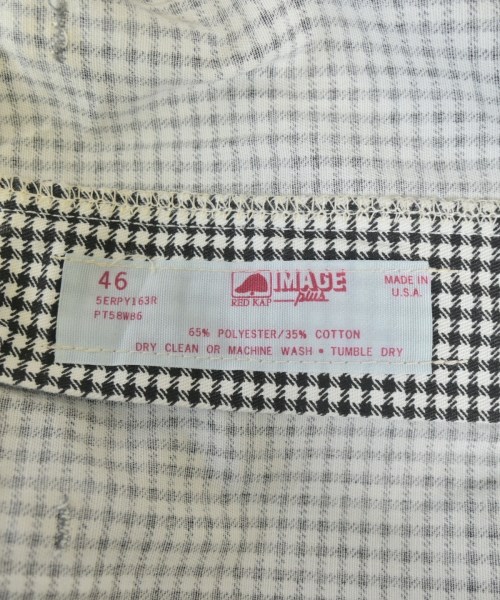 46
5ERPY163R
PT58WB6
RED KAP
IMAGE
plus
MADE IN
U.S.A.
65% POLYESTER/35% COTTON
DRY CLEAN OR MACHINE WASH • TUMBLE DRY